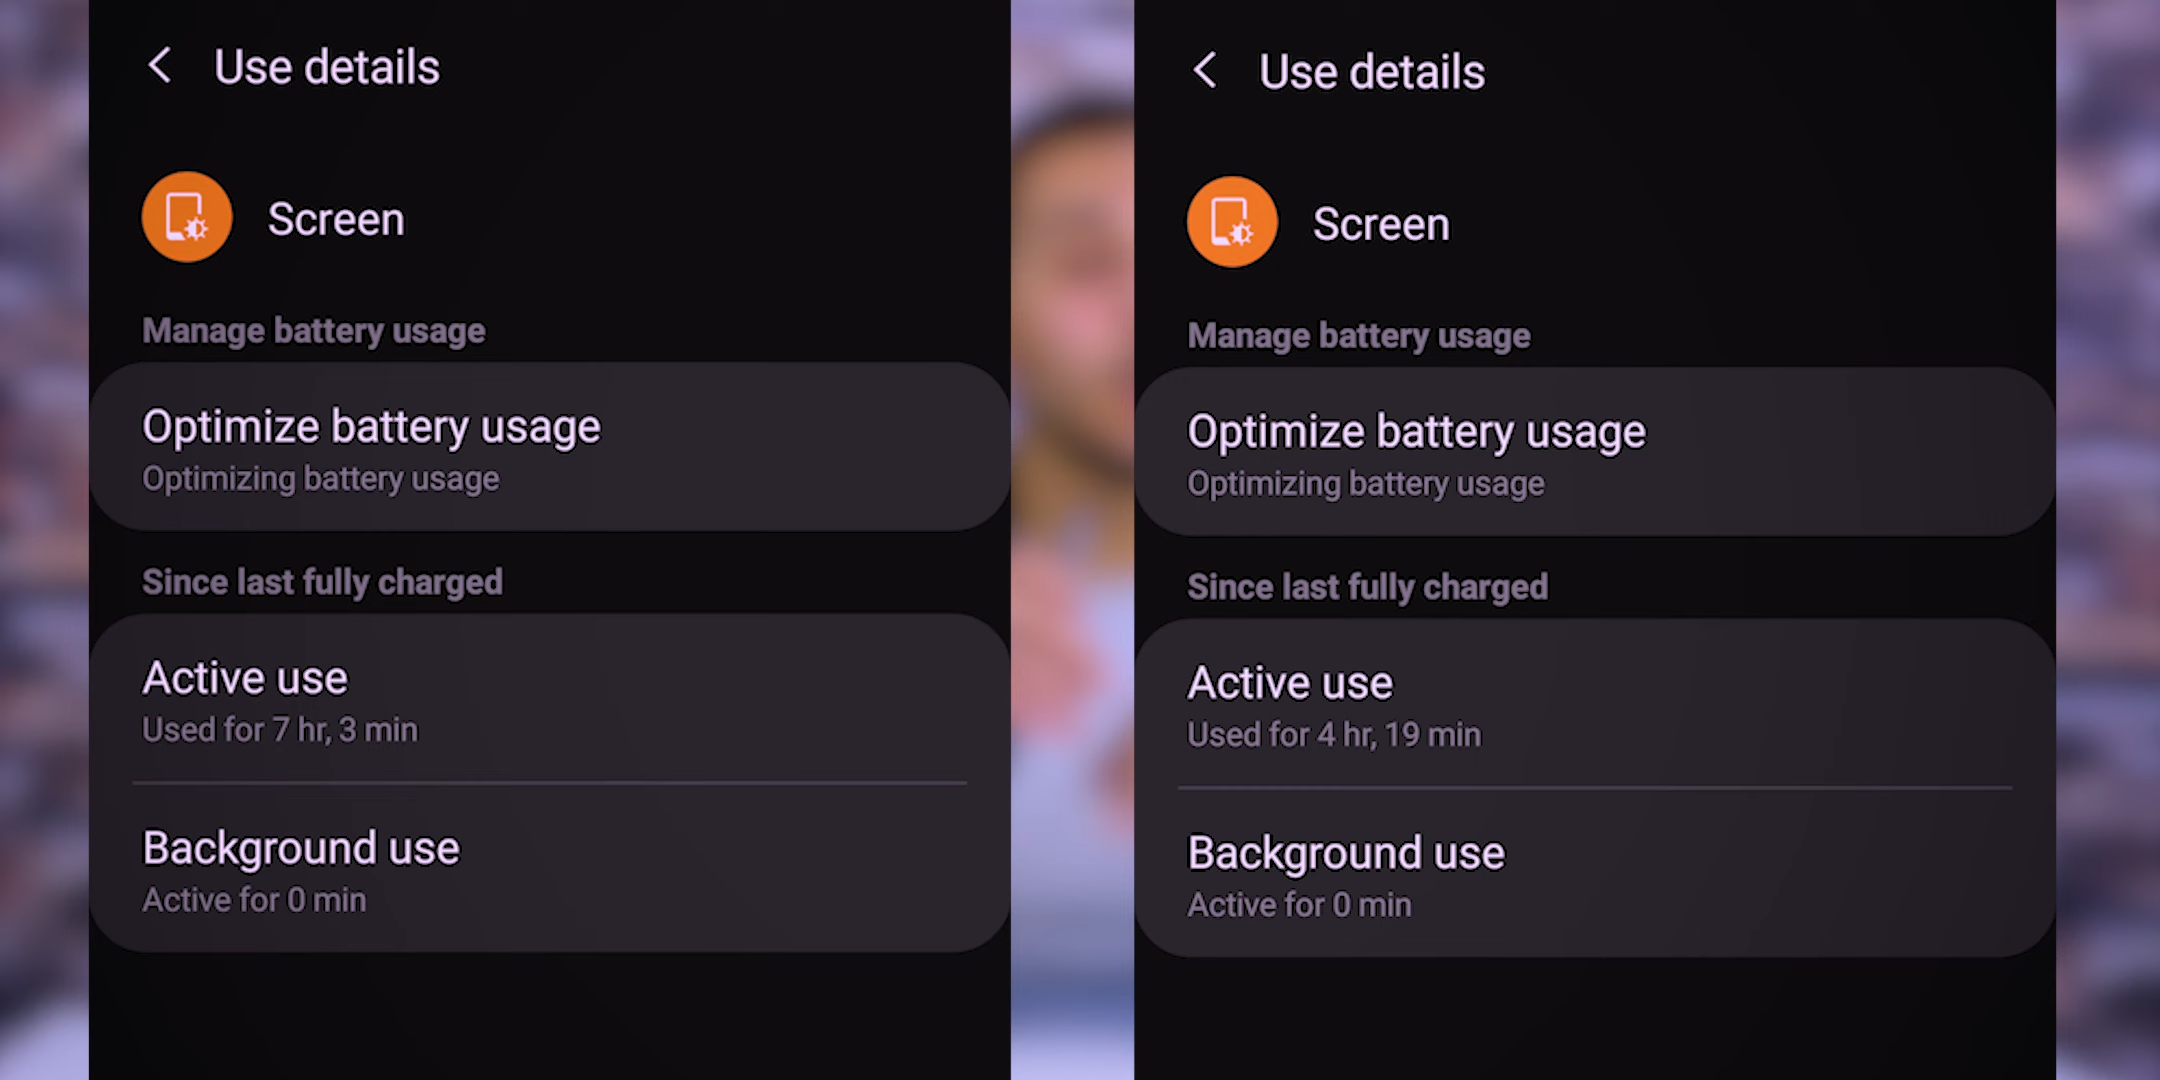 Use details
Screen
Manage battery usage
Optimize battery usage
Optimizing battery usage
Since last fully charged
Active use
Used for 7 hr, 3 min
Background use
Active for 0 min
Use details
Screen
Manage battery usage
Optimize battery usage
Optimizing battery usage
Since last fully charged
Active use
Used for 4 hr, 19 min
Background use
Active for 0 min